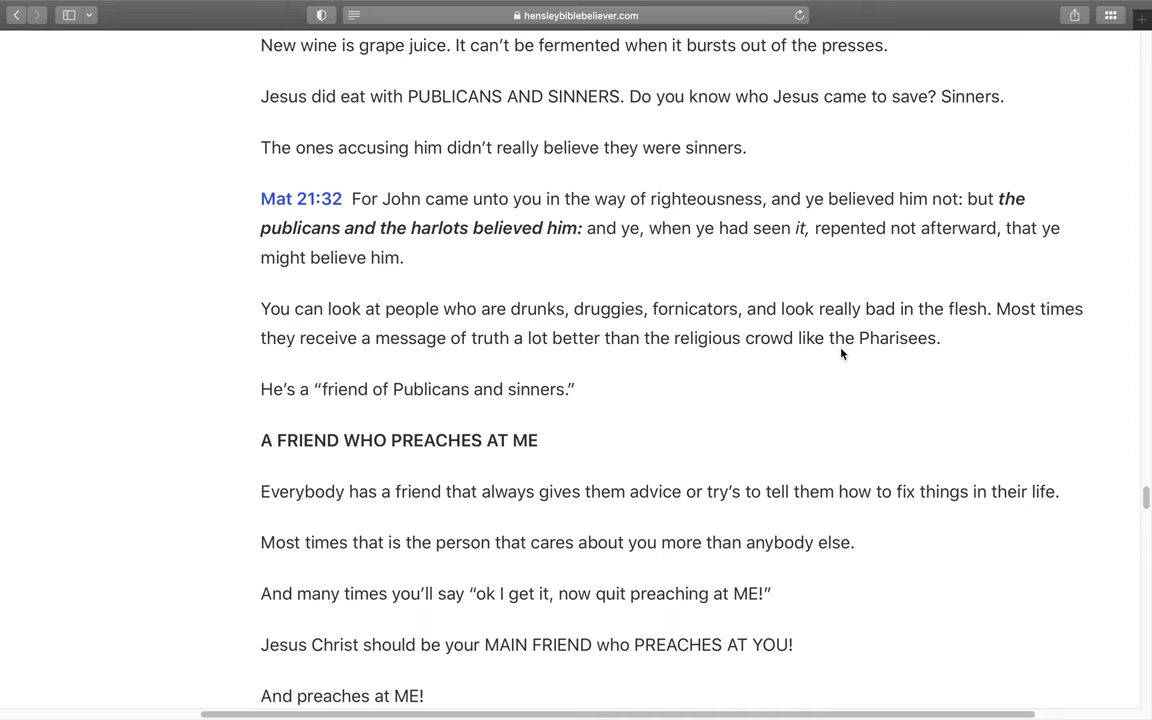 hensleybiblebeliever.com
New wine is grape juice. It can’t be fermented when it bursts out of the presses.
Jesus did eat with PUBLICANS AND SINNERS. Do you know who Jesus came to save? Sinners.
The ones accusing him didn’t really believe they were sinners.
Mat 21:32 For John came unto you in the way of righteousness, and ye believed him not: but the
publicans and the harlots believed him: and ye, when ye had seen it, repented not afterward, that ye
might believe him.
You can look at people who are drunks, druggies, fornicators, and look really bad in the flesh. Most times
they receive a message of truth a lot better than the religious crowd like the Pharisees.
He’s a “friend of Publicans and sinners.”
A FRIEND WHO PREACHES AT ME
Everybody has a friend that always gives them advice or try’s to tell them how to fix things in their life.
Most times that is the person that cares about you more than anybody else.
And many times you’ll say “ok I get it, now quit preaching at ME!”
Jesus Christ should be your MAIN FRIEND who PREACHES AT YOU!
And preaches at ME!